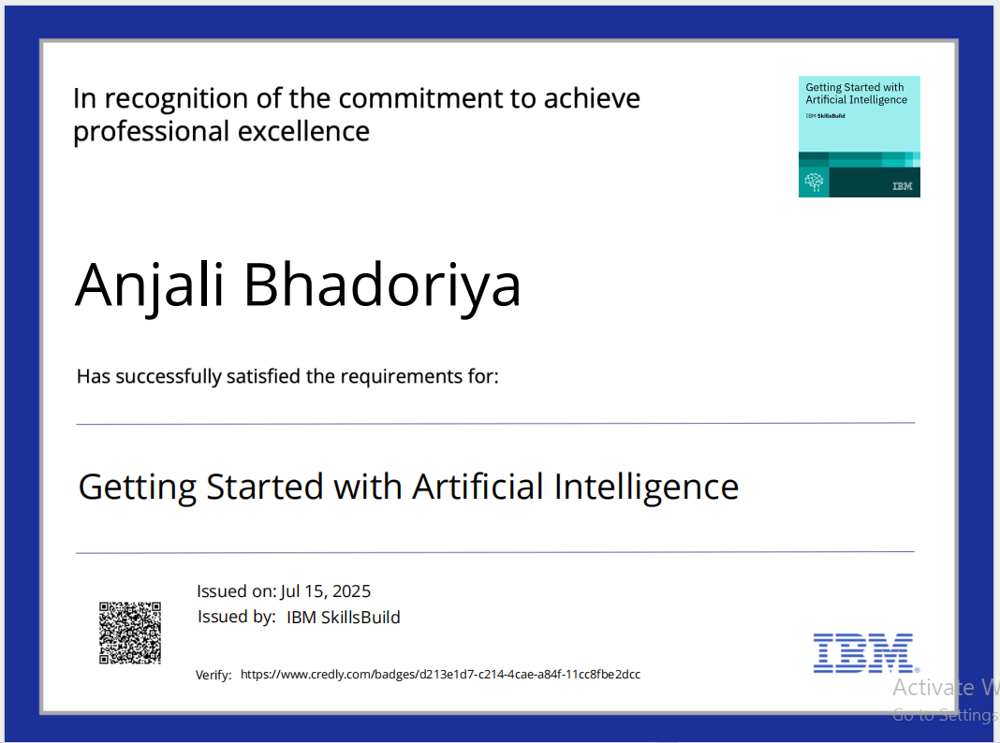 In recognition of the commitment to achieve
professional excellence
Getting Started with
Artificial Intelligence
IBM SkillsBuild
IBM
Anjali Bhadoriya
Has successfully satisfied the requirements for:
Getting Started with Artificial Intelligence
Issued on: Jul 15, 2025
Issued by: IBM SkillsBuild
Verify: https://www.credly.com/badges/d213e1d7-c214-4cae-a84f-11cc8fbe2dcc
IBM®
Activate W
Go to Settings